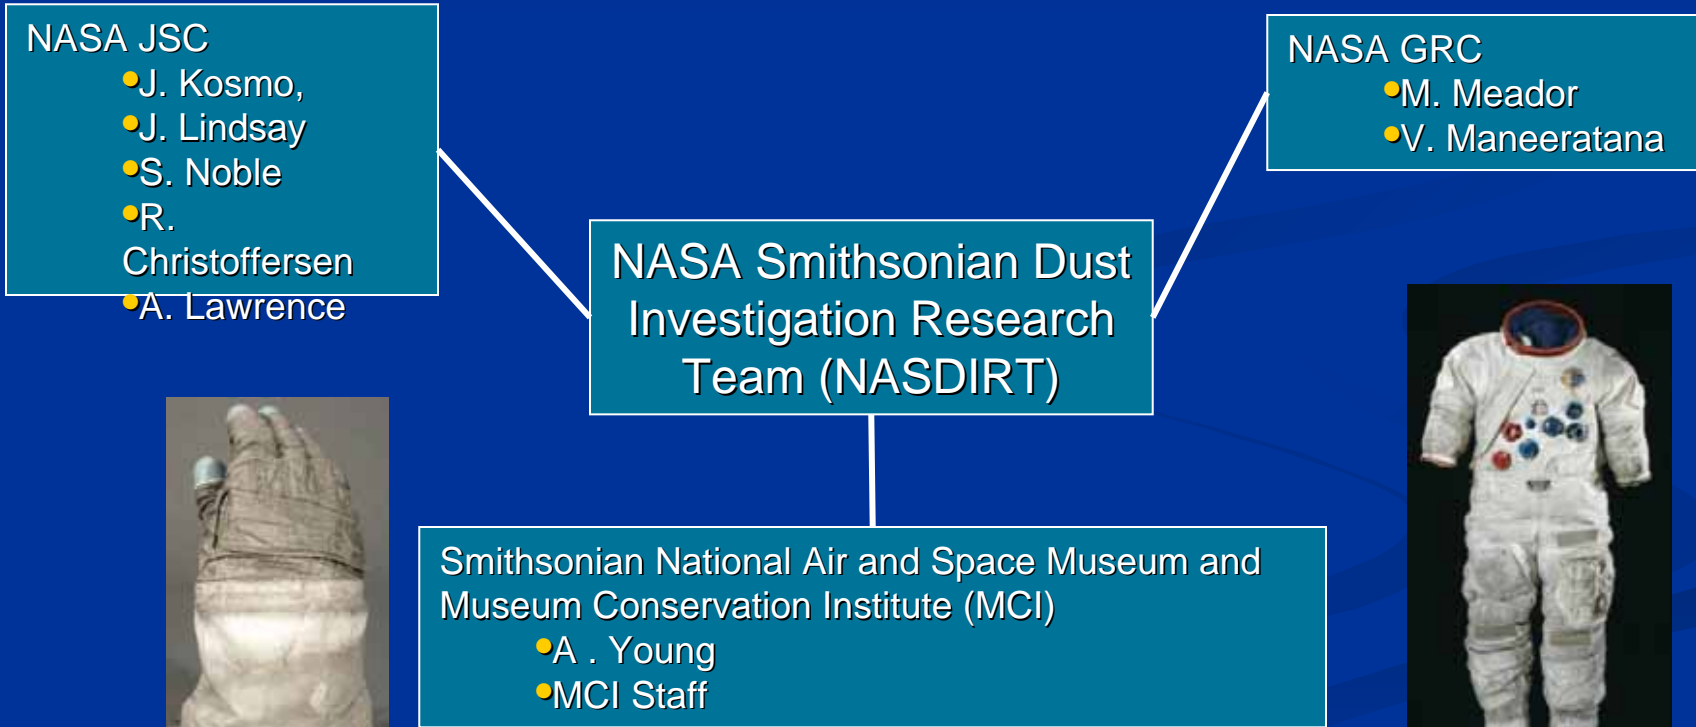 NASA JSC
•J. Kosmo,
•J. Lindsay
•S. Noble
•R.
Christoffersen
•A. Lawrence
NASA GRC
•M. Meador
•V. Maneeratana
NASA Smithsonian Dust
Investigation Research
Team (NASDIRT)
Smithsonian National Air and Space Museum and
Museum Conservation Institute (MCI)
•A . Young
•MCI Staff